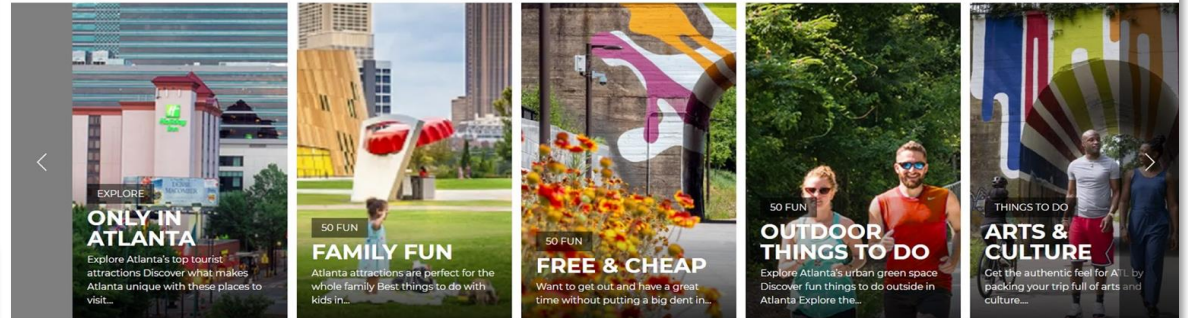 Holiday
Inn
EXPLORE
ONLY IN
ATLANTA
Explore Atlanta's top tourist
attractions Discover what makes
Atlanta unique with these places to
visit...
50 FUN
FAMILY FUN
Atlanta attractions are perfect for the
whole family Best things to do with
kids in...
50 FUN
FREE & CHEAP
Want to get out and have a great
time without putting a big dent in...
50 FUN
OUTDOOR
THINGS TO DO
Explore Atlanta's urban green space
Discover fun things to do outside in
Atlanta Explore the...
THINGS TO DO
ARTS &
CULTURE
Get the authentic feel for ATL by
packing your trip full of arts and
culture....